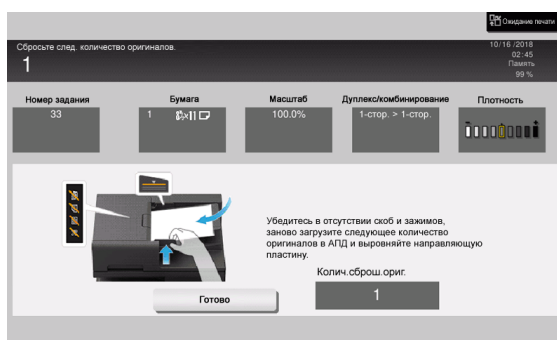 Ожидание печати
Сбросьте след. количество оригиналов.
1
10/16 /2018
02:45
Память
99 %
Номер задания
Бумага
Масштаб
Дуплекс/комбинирование
Плотность
33
1
100.0%
1-стор. > 1-стор.
Убедитесь в отсутствии скоб и зажимов,
заново загрузите следующее количество
оригиналов в АПД и выровняйте направляющую
пластину.
Колич.сброш.ориг.
1
Готово